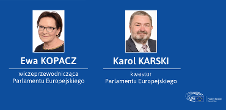 Ewa KOPACZ
wiceprzewodnicząca
Parlamentu Europejskiego
Karol KARSKI
kwestor
Parlamentu Europejskiego